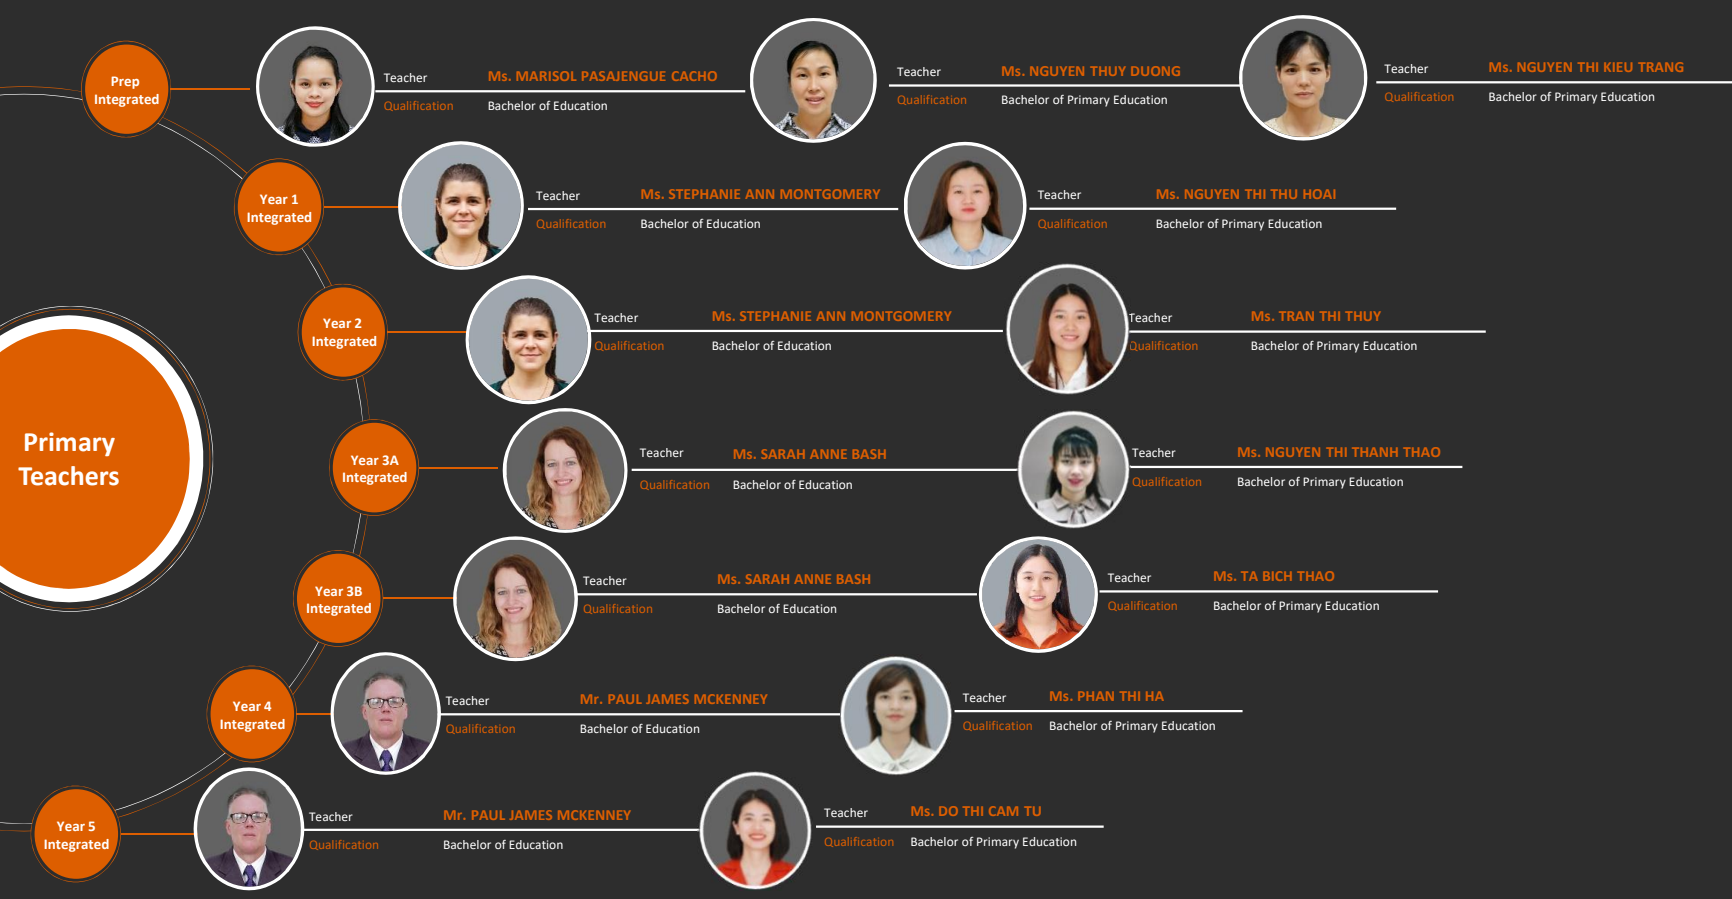 Primary
Teachers
Prep
Integrated
Teacher Ms. MARISOL PASAJENGUE CACHO
Qualification Bachelor of Education
Teacher Ms. NGUYEN THUY DUONG
Qualification Bachelor of Primary Education
Teacher Ms. NGUYEN THI KIEU TRANG
Qualification Bachelor of Primary Education
Year 1
Integrated
Teacher Ms. STEPHANIE ANN MONTGOMERY
Qualification Bachelor of Education
Teacher Ms. NGUYEN THI THU HOAI
Qualification Bachelor of Primary Education
Year 2
Integrated
Teacher Ms. STEPHANIE ANN MONTGOMERY
Qualification Bachelor of Education
Teacher Ms. TRAN THI THUY
Qualification Bachelor of Primary Education
Year 3A
Integrated
Teacher Ms. SARAH ANNE BASH
Qualification Bachelor of Education
Teacher Ms. NGUYEN THI THANH THAO
Qualification Bachelor of Primary Education
Year 3B
Integrated
Teacher Ms. SARAH ANNE BASH
Qualification Bachelor of Education
Teacher Ms. TA BICH THAO
Qualification Bachelor of Primary Education
Year 4
Integrated
Teacher Mr. PAUL JAMES MCKENNEY
Qualification Bachelor of Education
Teacher Ms. PHAN THI HA
Qualification Bachelor of Primary Education
Year 5
Integrated
Teacher Mr. PAUL JAMES MCKENNEY
Qualification Bachelor of Education
Teacher Ms. DO THI CAM TU
Qualification Bachelor of Primary Education